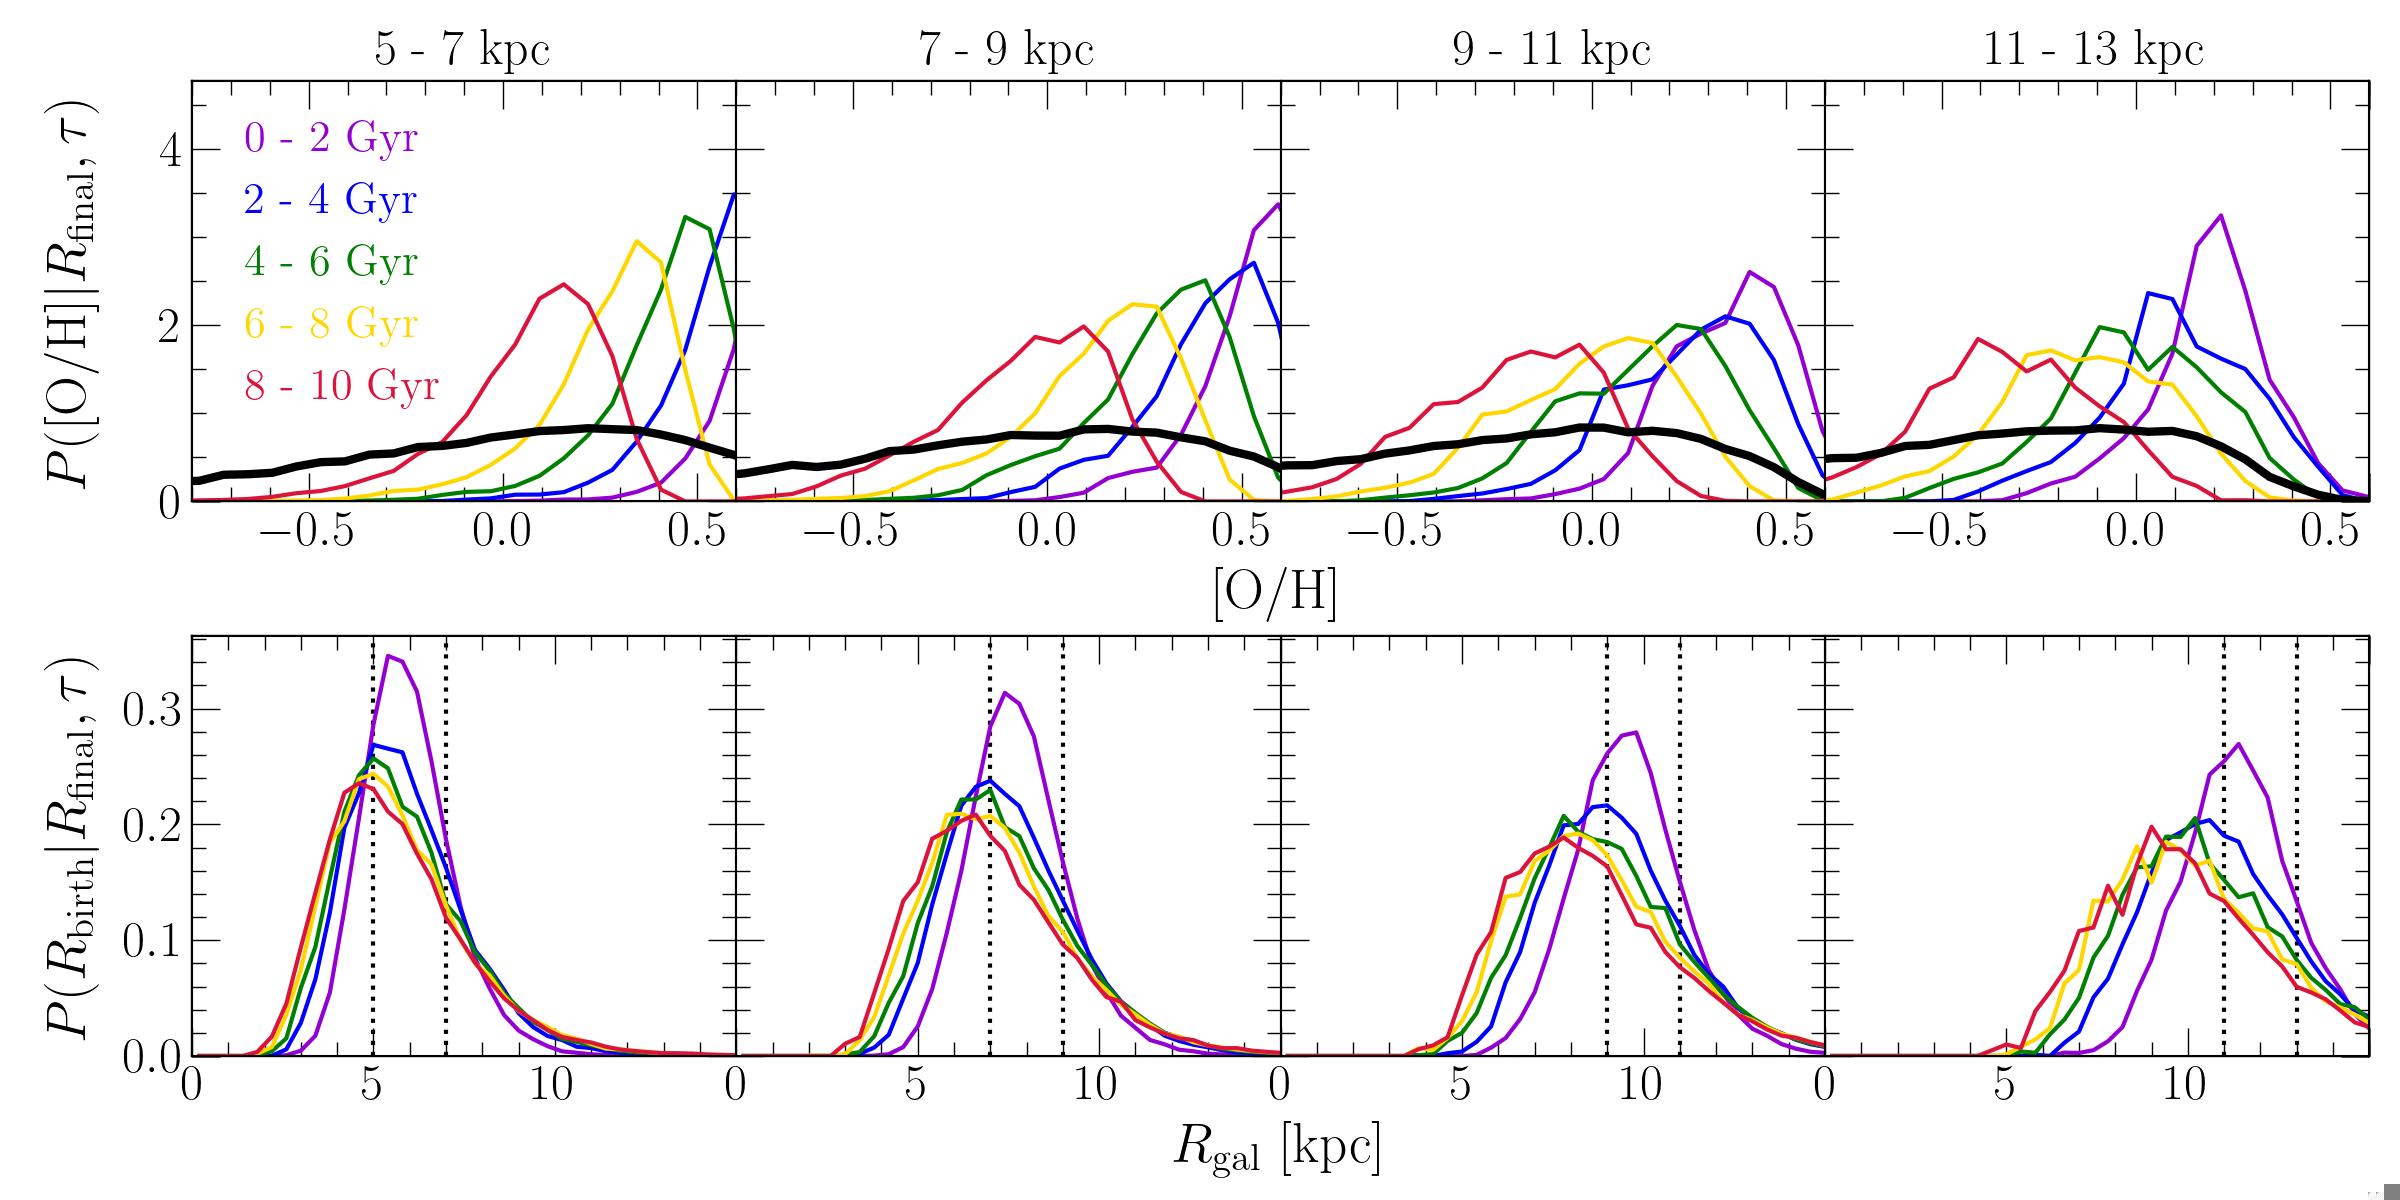 5 - 7 kpc 7 - 9 kpc 9 - 11 kpc 11 - 13 kpc
P([O/H]|R_final, τ)
4
2
0
0 - 2 Gyr
2 - 4 Gyr
4 - 6 Gyr
6 - 8 Gyr
8 - 10 Gyr
−0.5 0.0 0.5 −0.5 0.0 0.5 −0.5 0.0 0.5 −0.5 0.0 0.5
[O/H]
P(R_birth|R_final, τ)
0.3
0.2
0.1
0.0
0 5 10 0 5 10 0 5 10 0 5 10
R_gal [kpc]